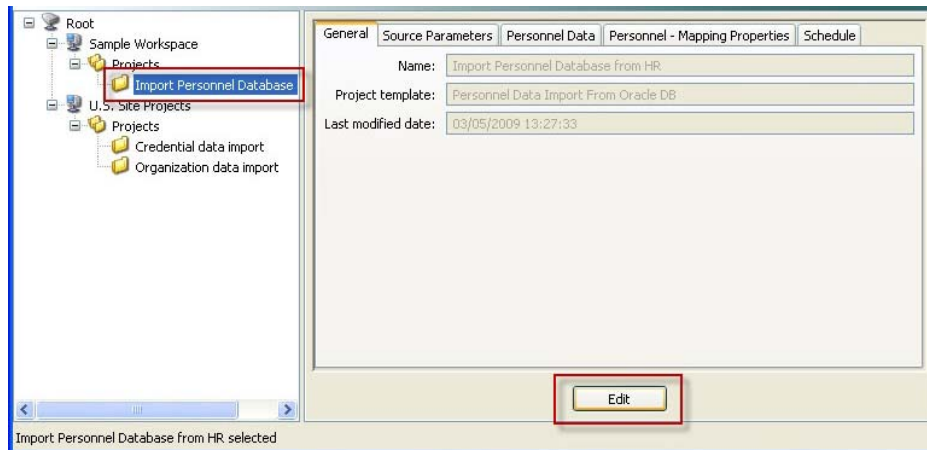 Root
Sample Workspace
Projects
Import Personnel Database
U.S. Site Projects
Projects
Credential data import
Organization data import
General Source Parameters Personnel Data Personnel - Mapping Properties Schedule
Name: Import Personnel Database from HR
Project template: Personnel Data Import From Oracle DB
Last modified date: 03/05/2009 13:27:33
Edit
Import Personnel Database from HR selected